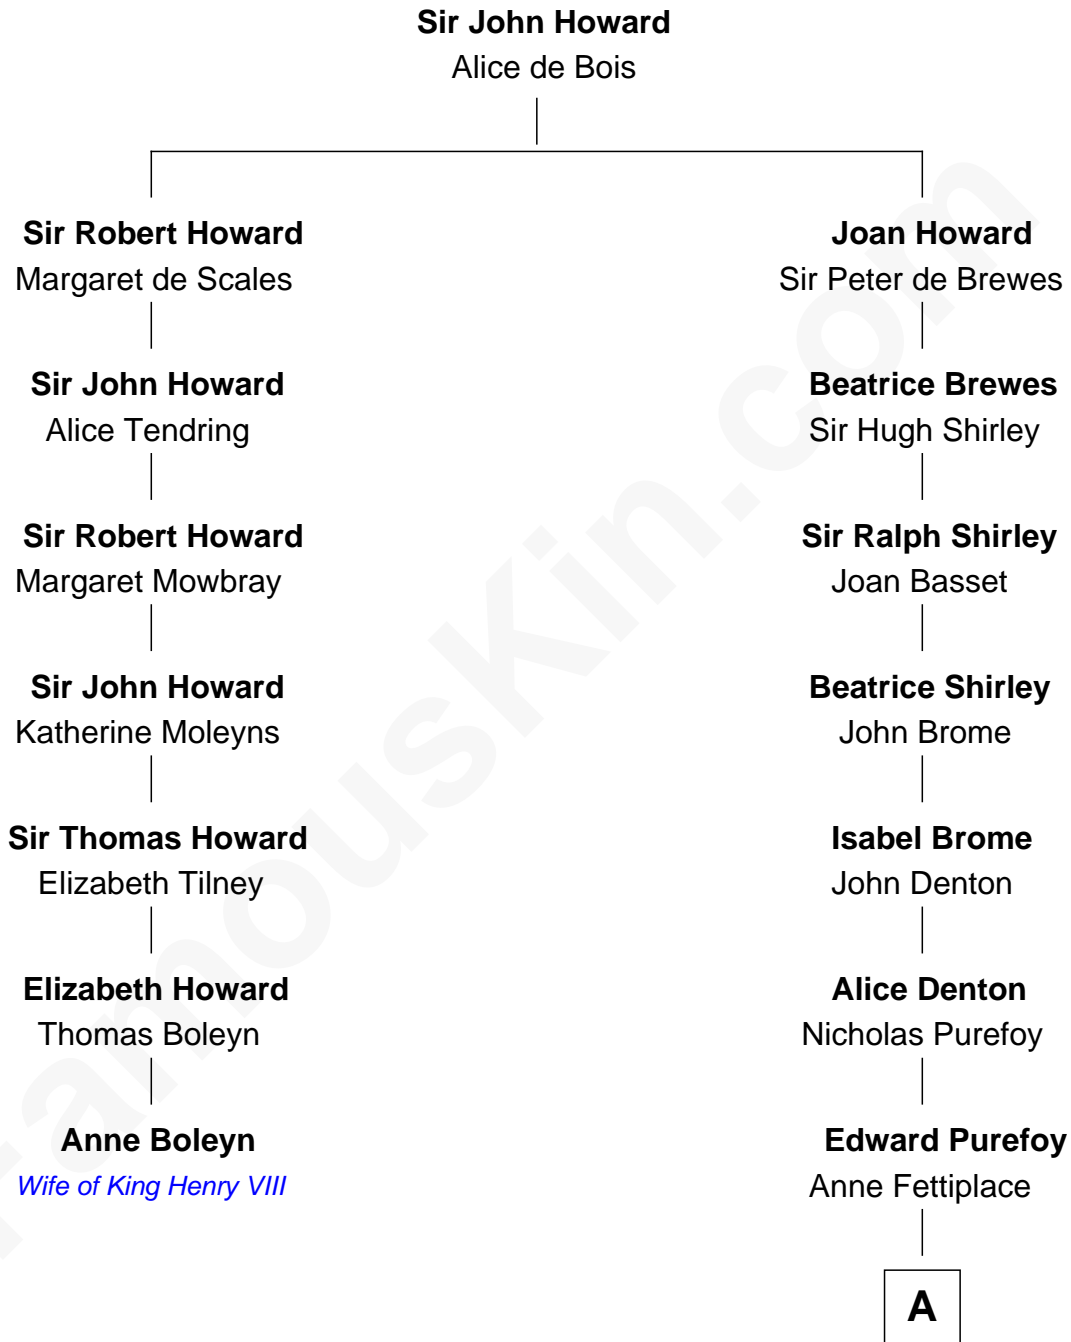 Sir John Howard
Alice de Bois
Sir Robert Howard
Margaret de Scales
Joan Howard
Sir Peter de Brewes
Sir John Howard
Alice Tendring
Beatrice Brewes
Sir Hugh Shirley
Sir Robert Howard
Margaret Mowbray
Sir Ralph Shirley
Joan Basset
Sir John Howard
Katherine Moleyns
Beatrice Shirley
John Brome
Sir Thomas Howard
Elizabeth Tilney
Isabel Brome
John Denton
Elizabeth Howard
Thomas Boleyn
Alice Denton
Nicholas Purefoy
Anne Boleyn
Wife of King Henry VIII
Edward Purefoy
Anne Fettiplace
A
FamousKin.com